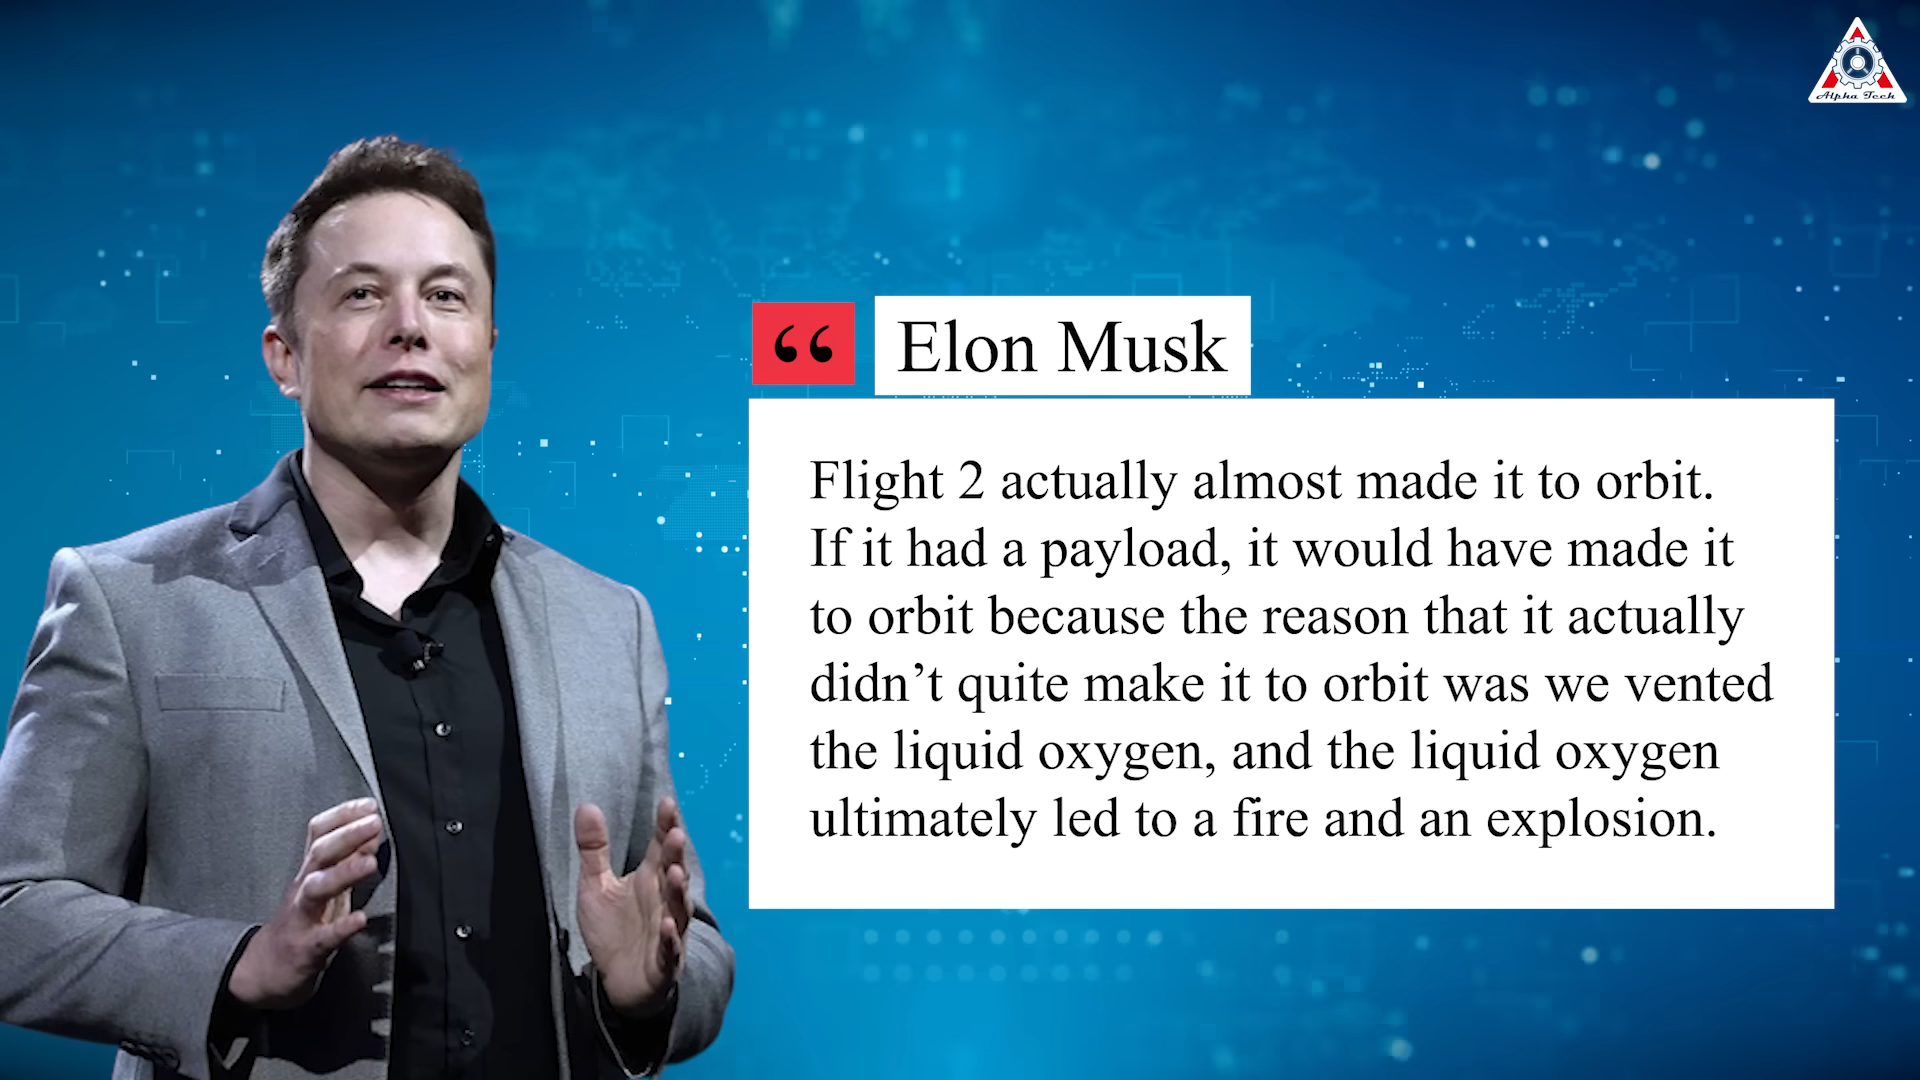 Alpha Tech
“ Elon Musk
Flight 2 actually almost made it to orbit.
If it had a payload, it would have made it
to orbit because the reason that it actually
didn’t quite make it to orbit was we vented
the liquid oxygen, and the liquid oxygen
ultimately led to a fire and an explosion.